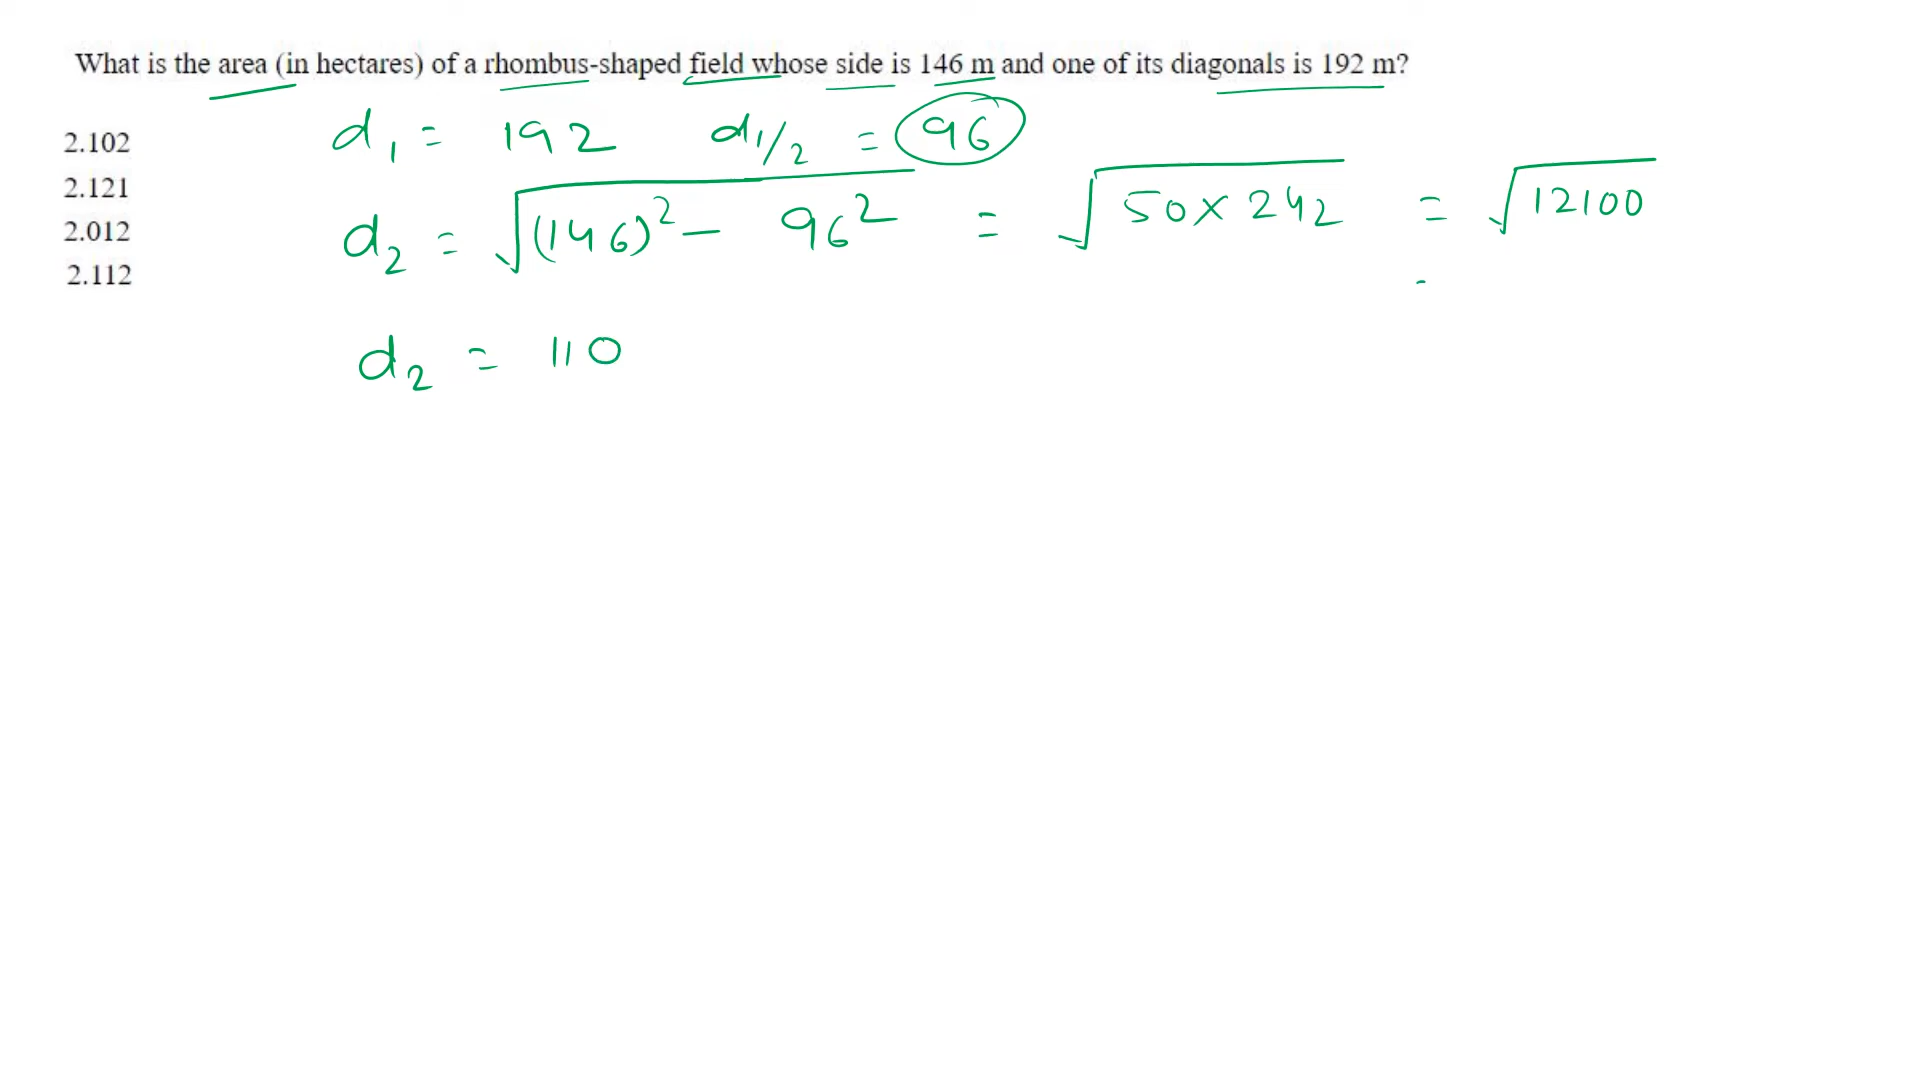 What is the area (in hectares) of a rhombus-shaped field whose side is 146 m and one of its diagonals is 192 m?
2.102
2.121
2.012
2.112
d₁ = 192 d₁/2 = 96
d₂ = √(146)² - 96² = √50 × 242 = √12100
d₂ = 110